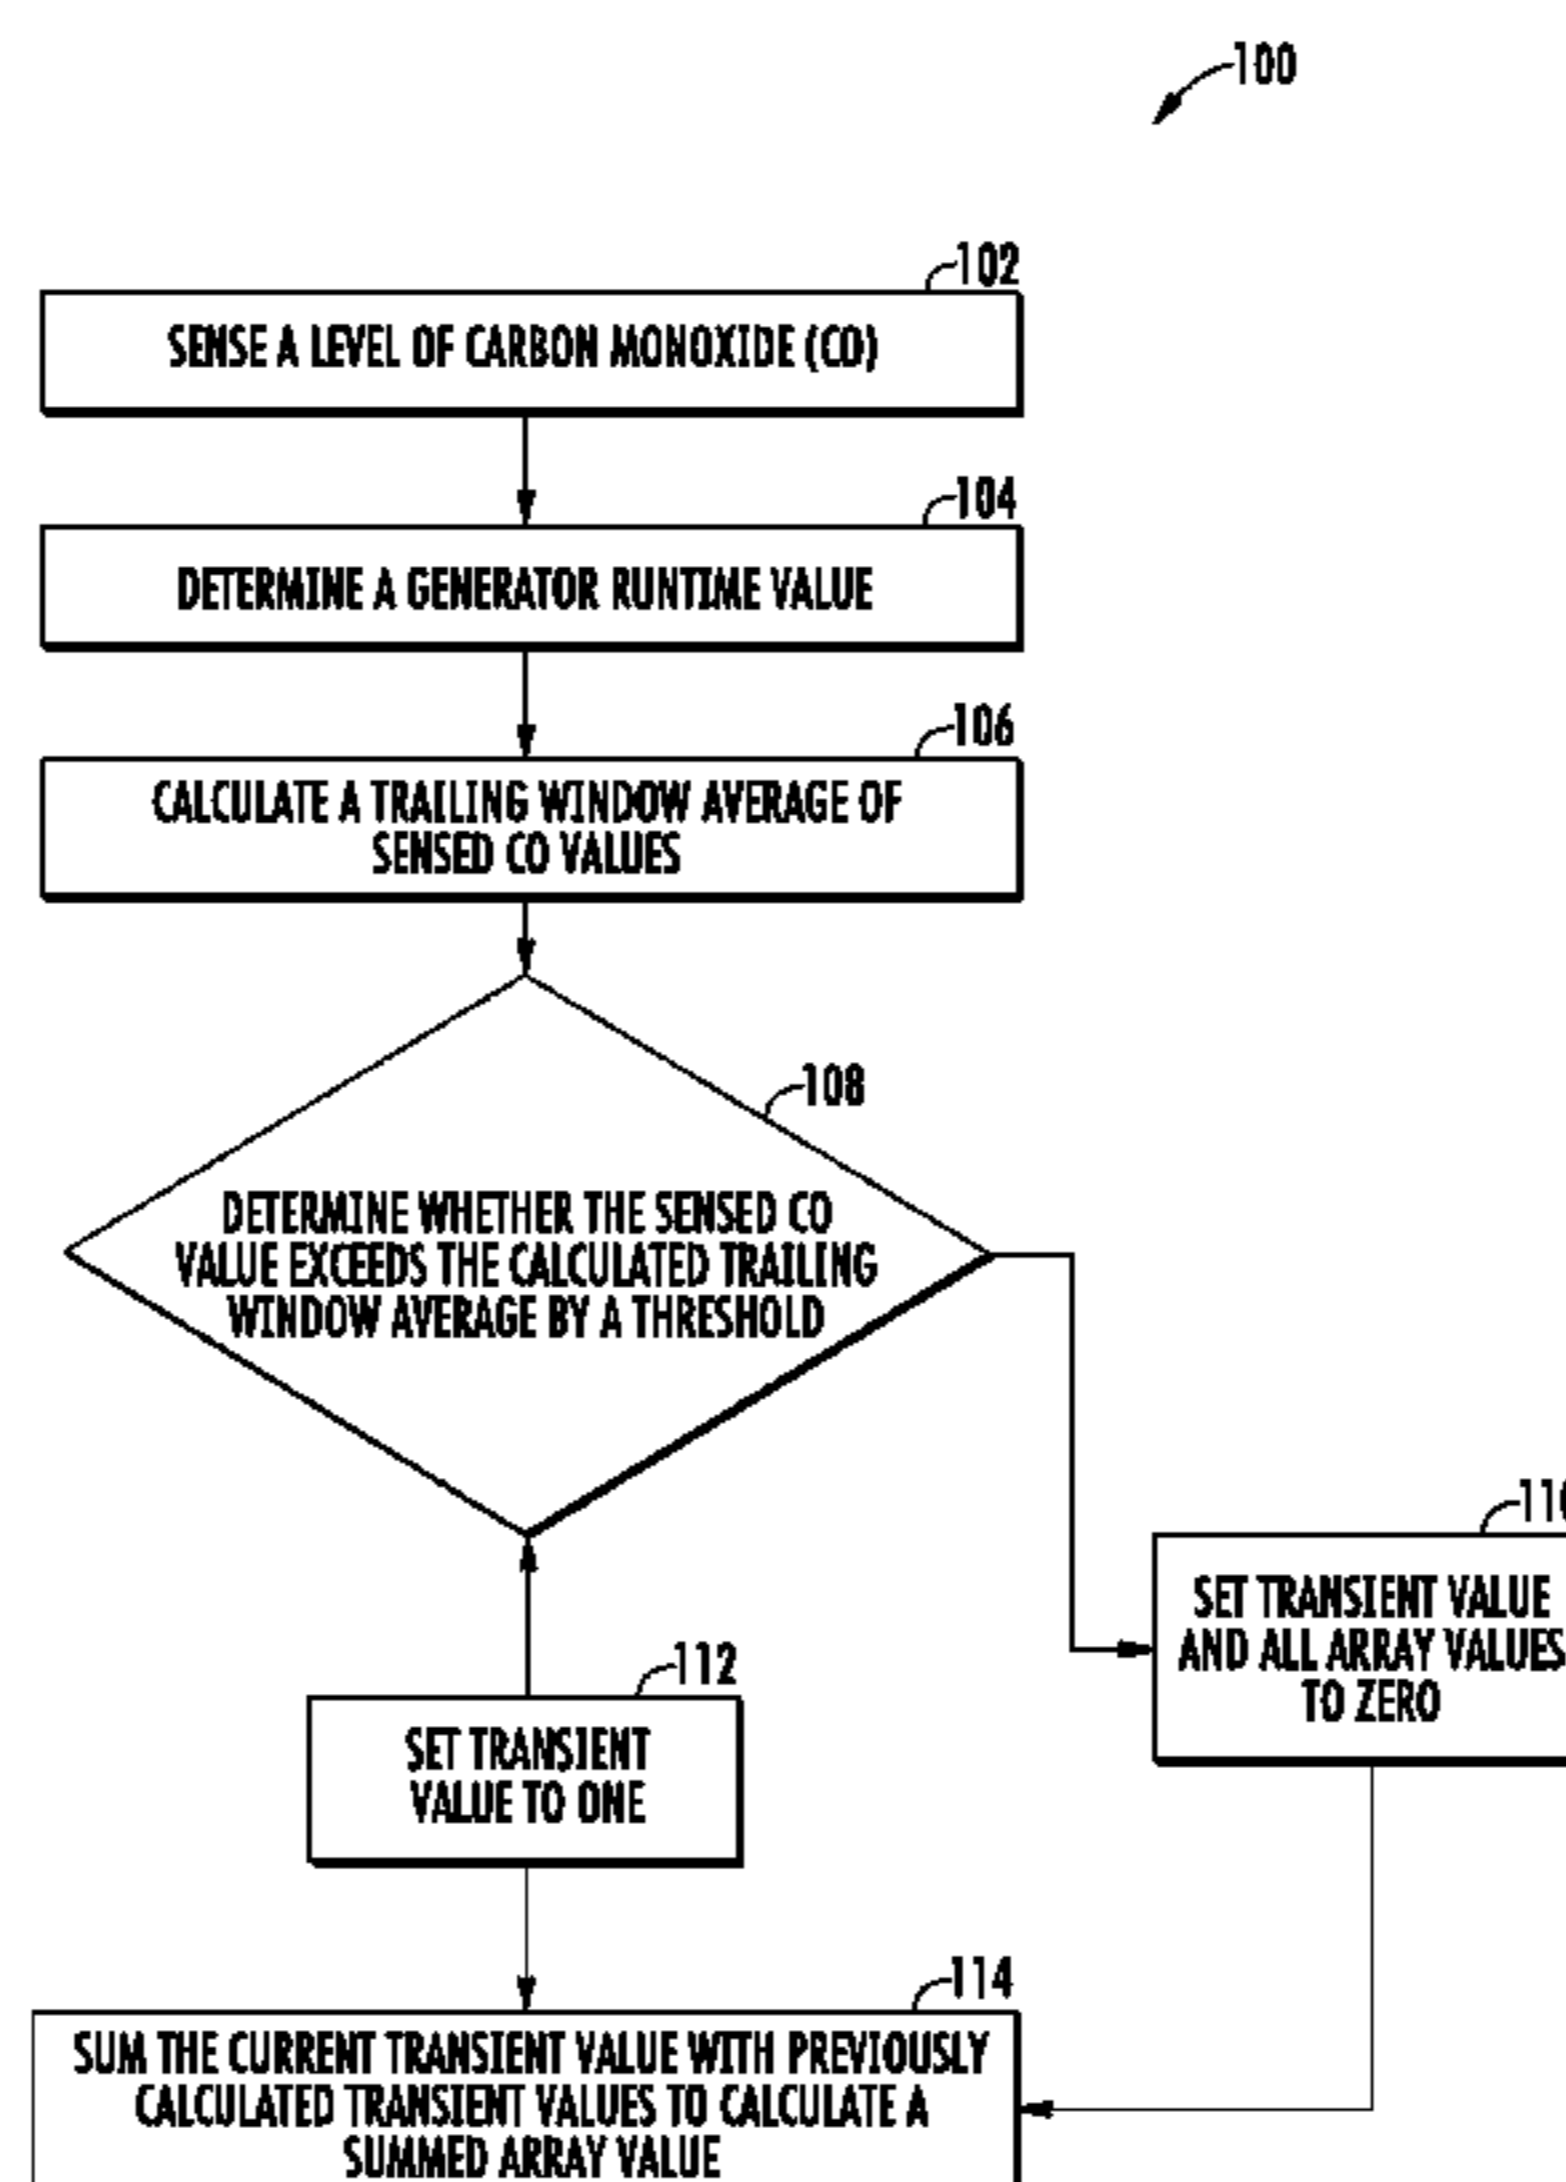 100
102
SENSE A LEVEL OF CARBON MONOXIDE (CO)
104
DETERMINE A GENERATOR RUNTIME VALUE
106
CALCULATE A TRAILING WINDOW AVERAGE OF
SENSED CO VALUES
108
DETERMINE WHETHER THE SENSED CO
VALUE EXCEEDS THE CALCULATED TRAILING
WINDOW AVERAGE BY A THRESHOLD
110
SET TRANSIENT VALUE
AND ALL ARRAY VALUES
TO ZERO
112
SET TRANSIENT
VALUE TO ONE
114
SUM THE CURRENT TRANSIENT VALUE WITH PREVIOUSLY
CALCULATED TRANSIENT VALUES TO CALCULATE A
SUMMED ARRAY VALUE